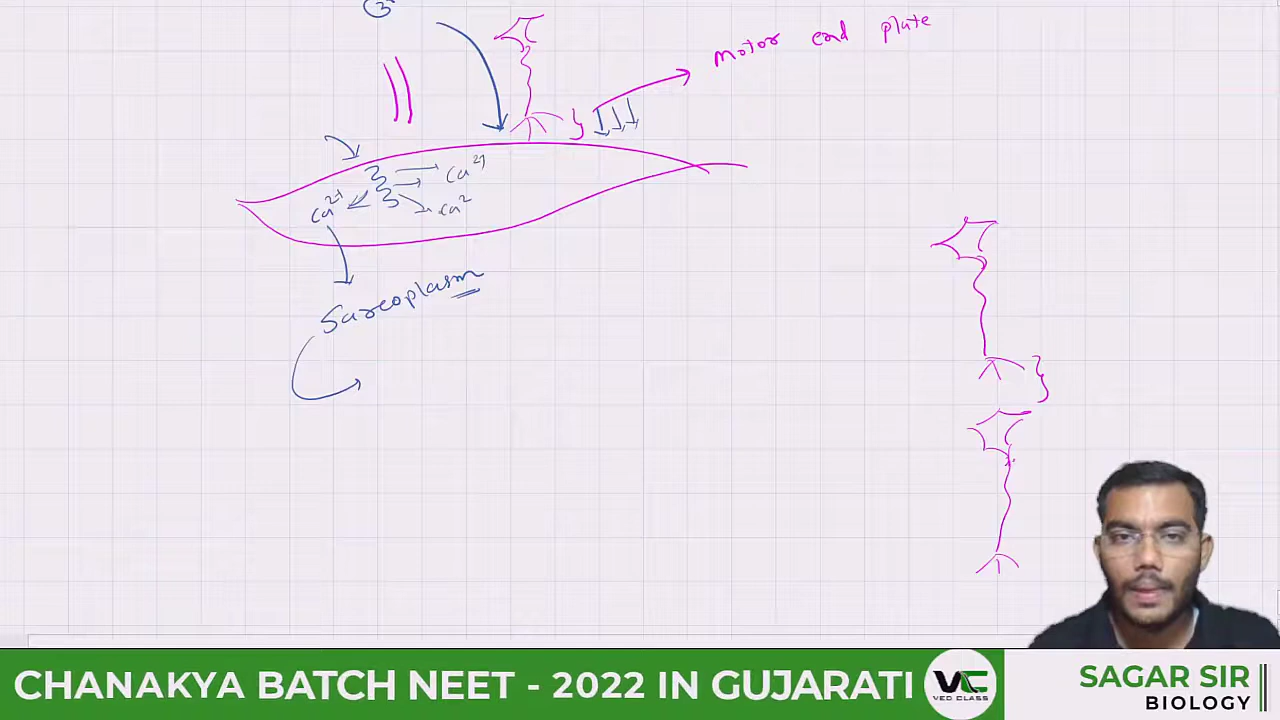 3
motor end plate
Ca2+
Ca2+
Ca2
Sarcoplasm
CHANAKYA BATCH NEET - 2022 IN GUJARATI
VC
VED CLASS
SAGAR SIR
BIOLOGY